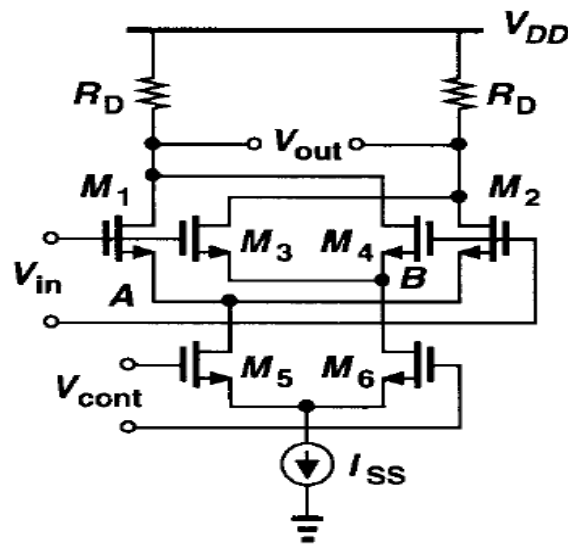 V_DD
R_D R_D
V_out
M_1 M_2
M_3 M_4
V_in
A B
M_5 M_6
V_cont
I_SS